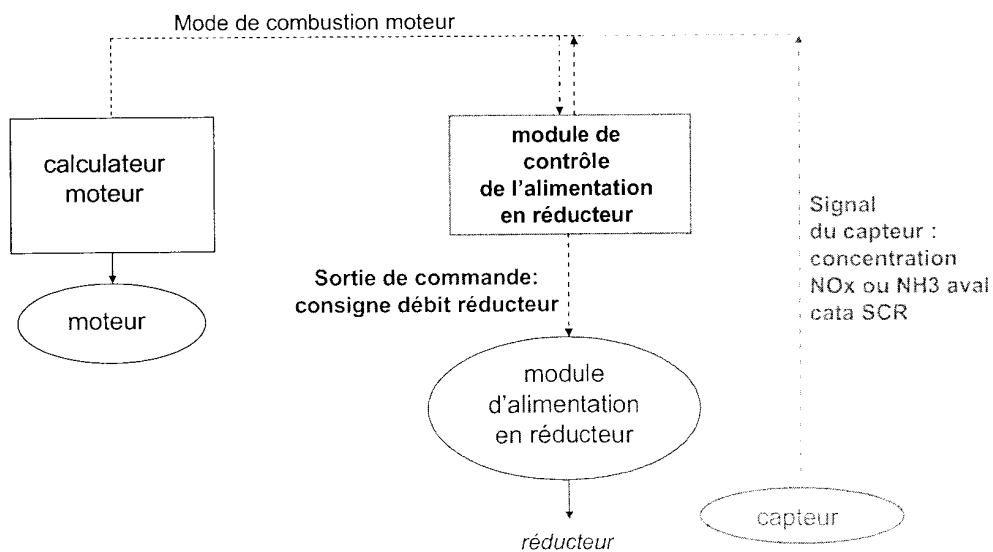 Mode de combustion moteur
calculateur
moteur
moteur
module de
contrôle
de l'alimentation
en réducteur
Sortie de commande:
consigne débit réducteur
module
d'alimentation
en réducteur
réducteur
Signal
du capteur :
concentration
NOx ou NH3 aval
cata SCR
capteur